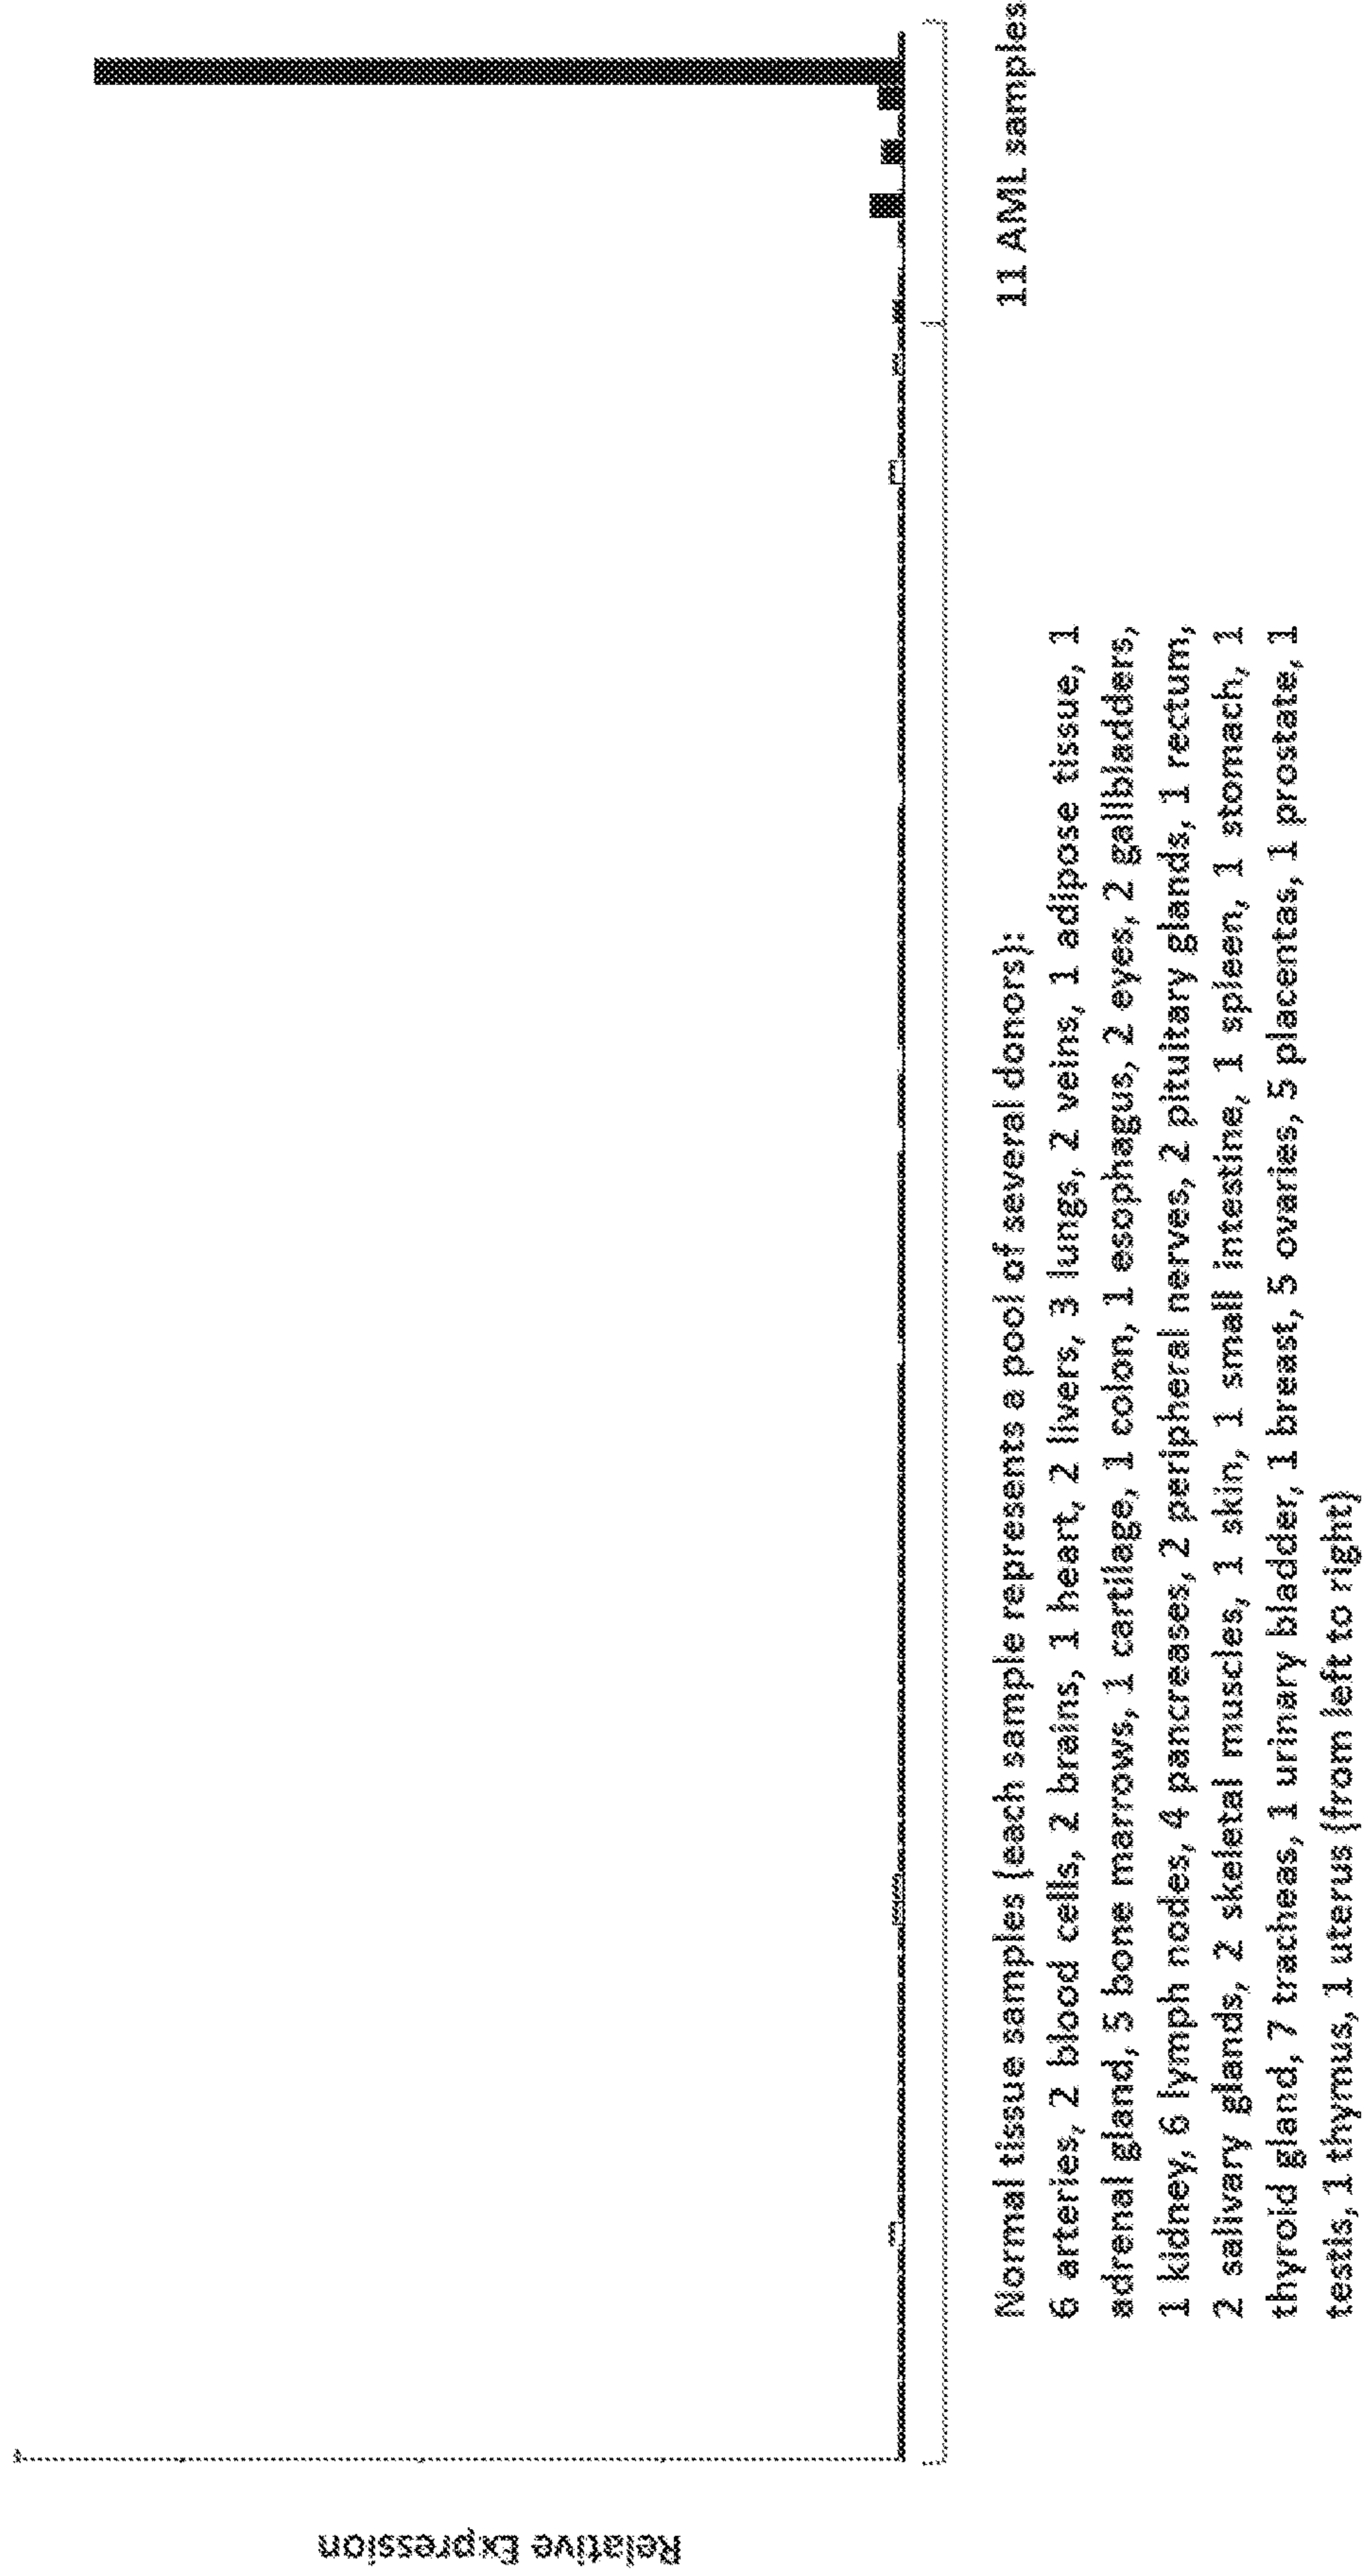 Relative Expression
Normal tissue samples (each sample represents a pool of several donors):
6 arteries, 2 blood cells, 2 brains, 1 heart, 2 livers, 3 lungs, 2 veins, 1 adipose tissue, 1
adrenal gland, 5 bone marrows, 1 cartilage, 1 colon, 1 esophagus, 2 eyes, 2 gallbladders,
1 kidney, 6 lymph nodes, 4 pancreases, 2 peripheral nerves, 2 pituitary glands, 1 rectum,
2 salivary glands, 2 skeletal muscles, 1 skin, 1 small intestine, 1 spleen, 1 stomach, 1
thyroid gland, 7 tracheas, 1 urinary bladder, 1 breast, 5 ovaries, 5 placentas, 1 prostate, 1
testis, 1 thymus, 1 uterus (from left to right)
11 AML samples